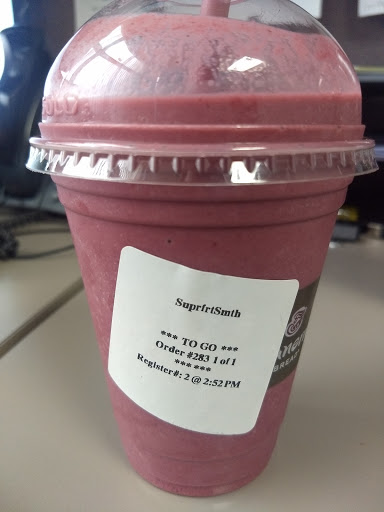 SuprfrtSmth
*** TO GO ***
Order #283 1 of 1
*** ***
Register#: 2 @ 2:52 PM